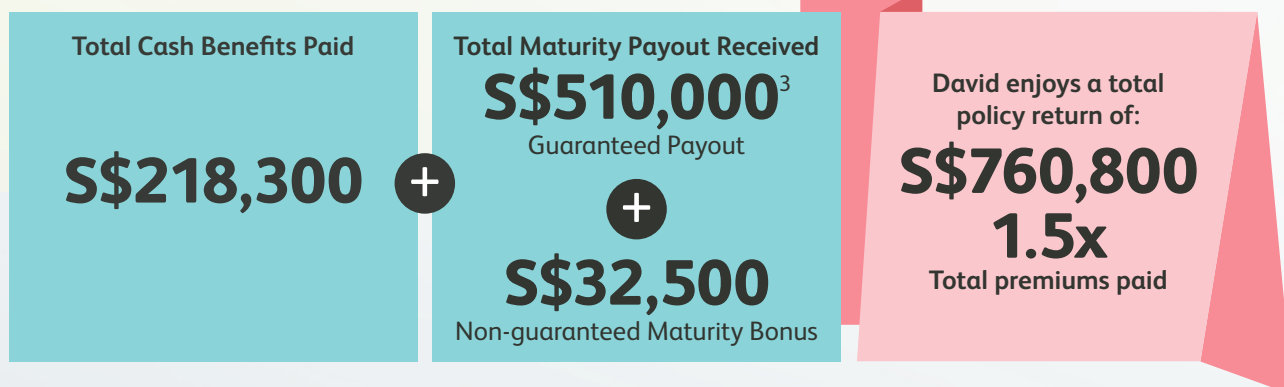 Total Cash Benefits Paid
S$218,300
+
Total Maturity Payout Received
S$510,000³
Guaranteed Payout
+
S$32,500
Non-guaranteed Maturity Bonus
David enjoys a total
policy return of:
S$760,800
1.5x
Total premiums paid